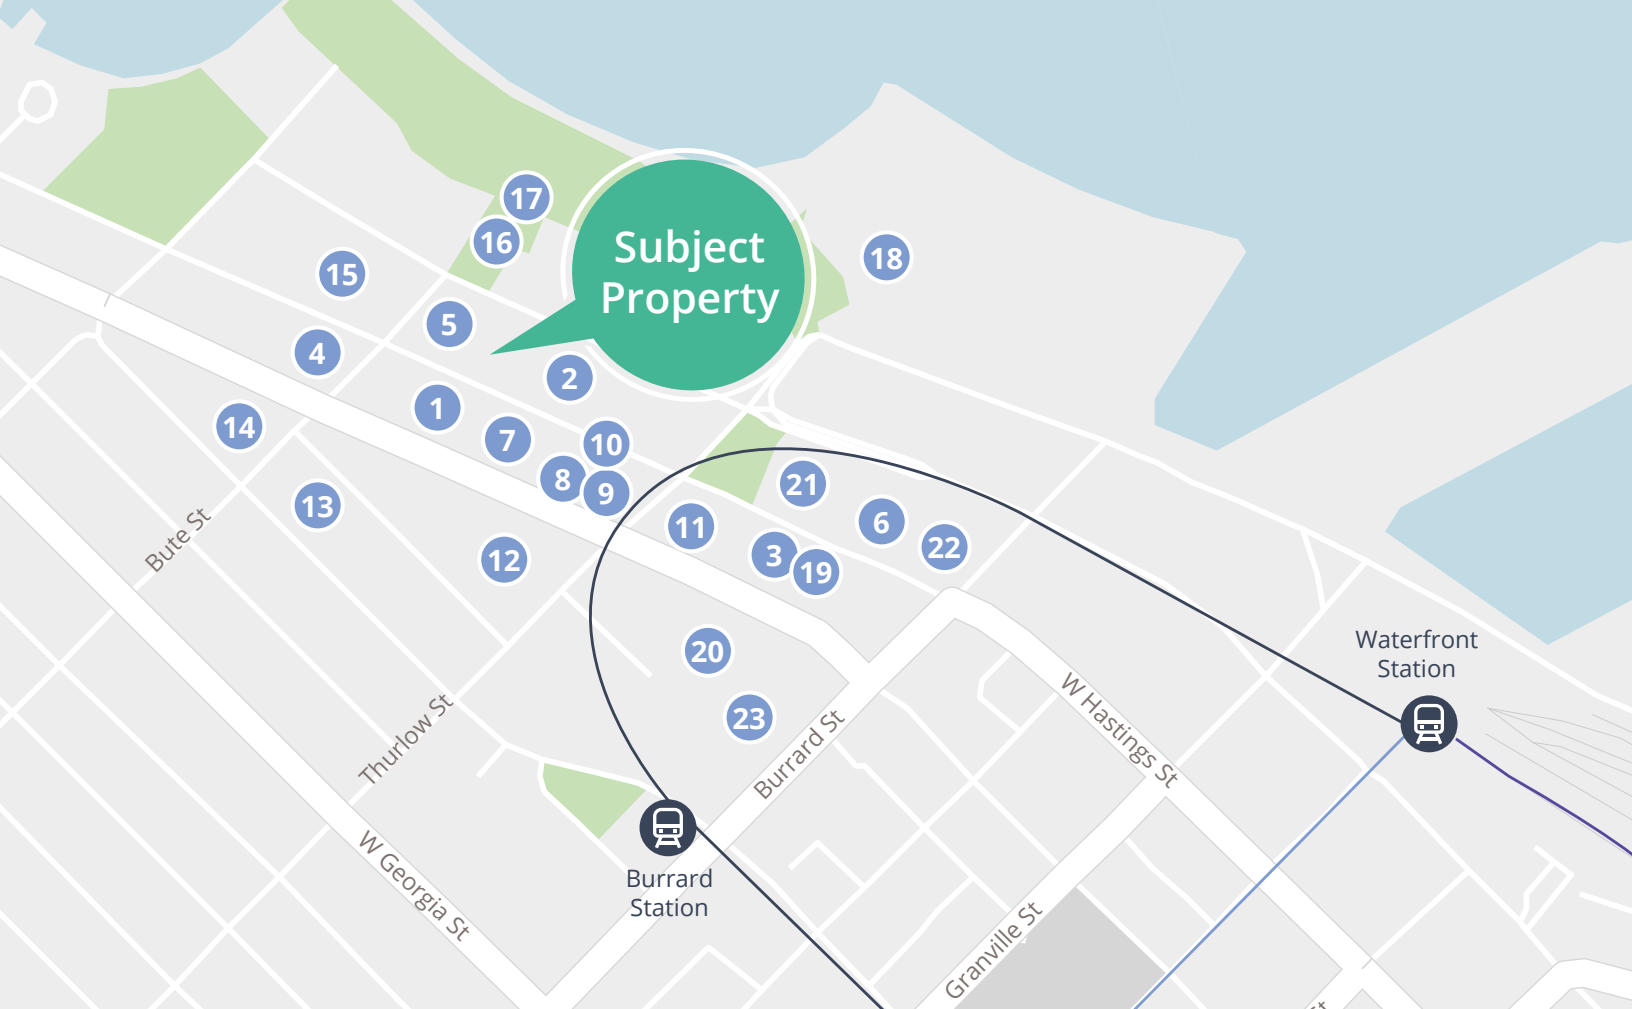 17
16
Subject
Property
18
15
5
4
2
1
14
7
10
8
9
21
13
11
6
22
12
3
19
Bute St
20
23
Waterfront
Station
Thurlow St
Burrard St
W Hastings St
W Georgia St
Burrard
Station
Granville St
St